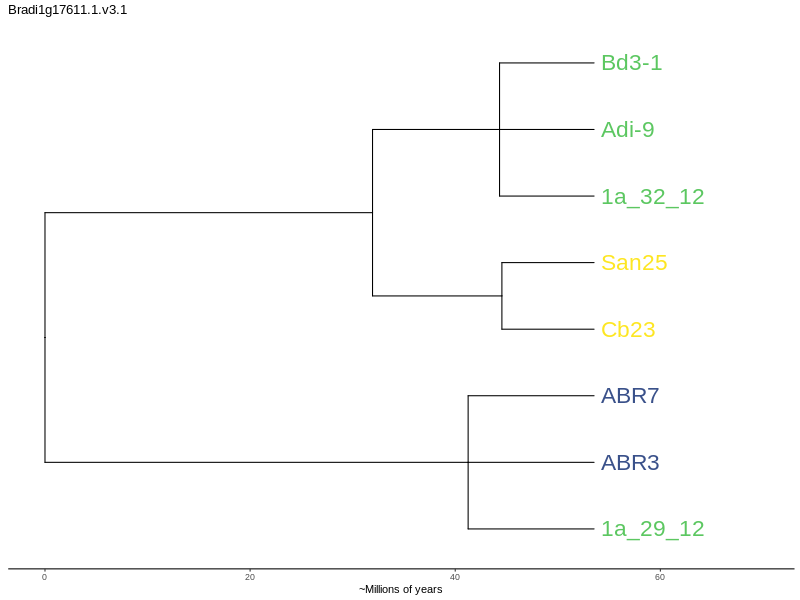 Bradi1g17611.1.v3.1
Bd3-1
Adi-9
1a_32_12
San25
Cb23
ABR7
ABR3
1a_29_12
0 20 40 60
~Millions of years